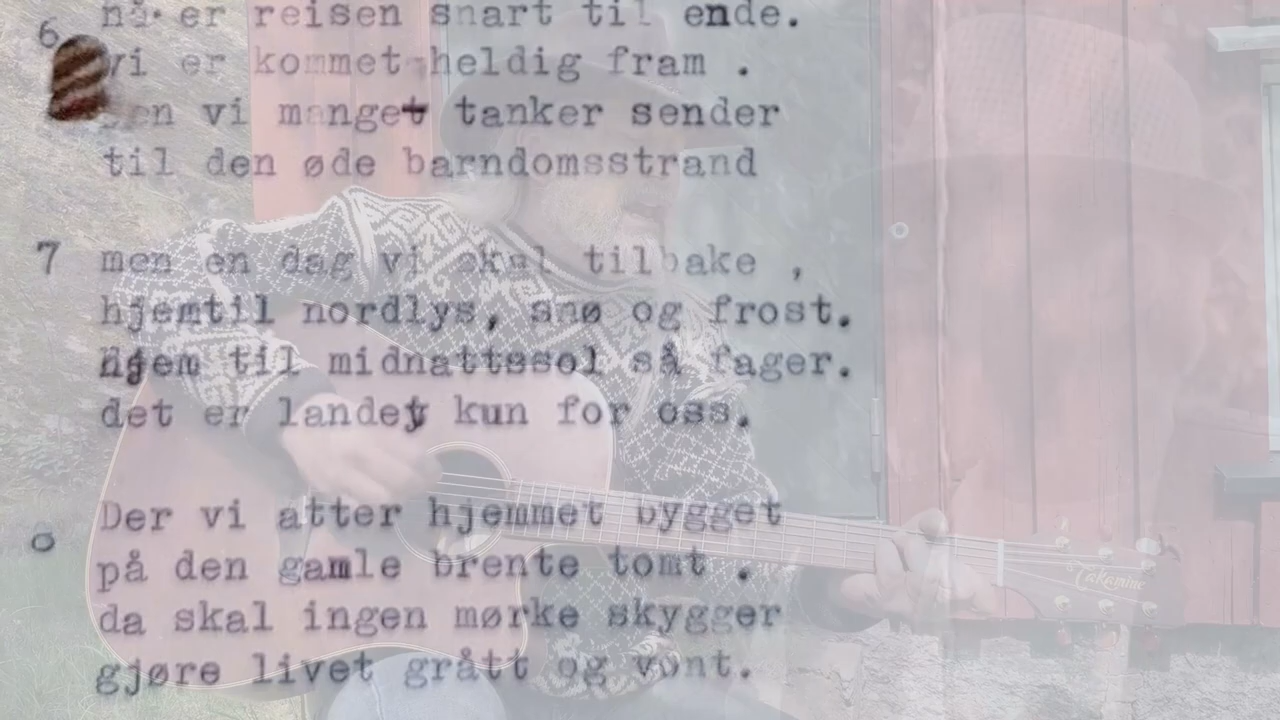 6 nå er reisen snart til ende.
vi er kommet heldig fram .
en vi manget tanker sender
til den øde barndomsstrand
7 men en dag vi skal tilbake ,
hjemtil nordlys, snø og frost.
Hjem til midnattssol så fager.
det er landet kun for oss.
Der vi atter hjemmet bygget
på den gamle brente tomt .
da skal ingen mørke skygger
gjøre livet grått og vont.
Takamine